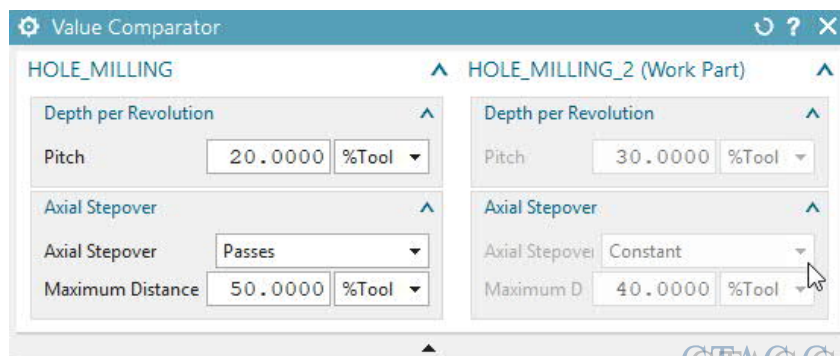 Value Comparator
HOLE_MILLING
Depth per Revolution
Pitch 20.0000 %Tool
Axial Stepover
Axial Stepover Passes
Maximum Distance 50.0000 %Tool
HOLE_MILLING_2 (Work Part)
Depth per Revolution
Pitch 30.0000 %Tool
Axial Stepover
Axial Stepover Constant
Maximum D 40.0000 %Tool